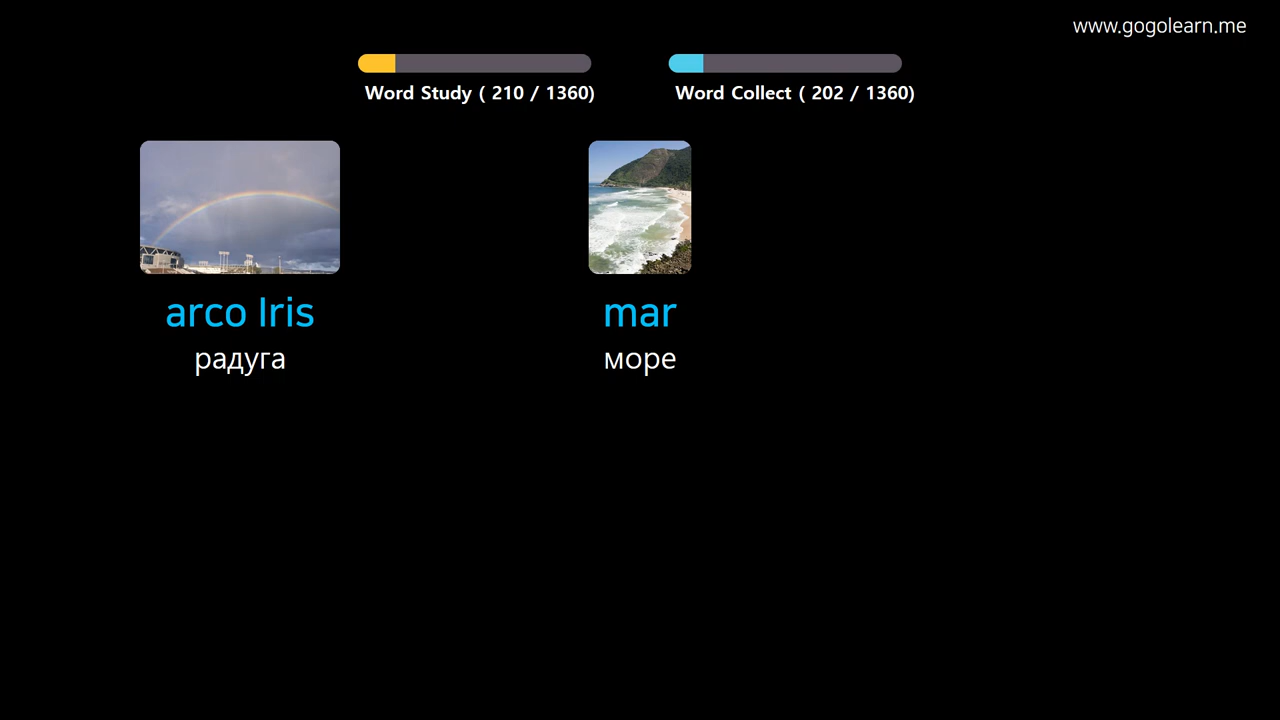 www.gogolearn.me
Word Study ( 210 / 1360)
Word Collect ( 202 / 1360)
arco Iris
mar
радуга
море